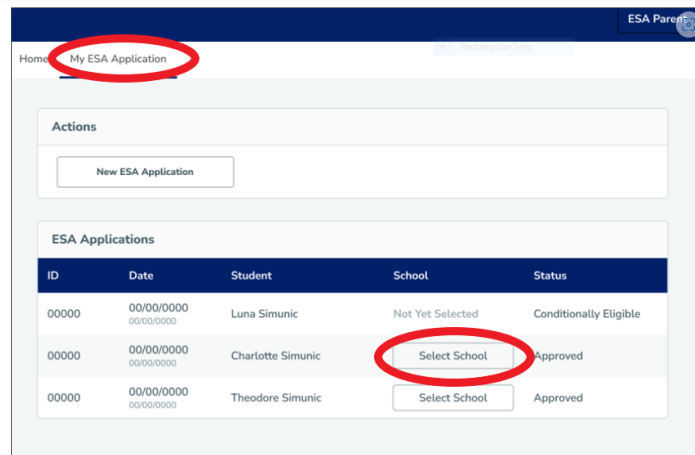 ESA Parent
Rectangular Snip
Home My ESA Application
Actions
New ESA Application
ESA Applications
ID Date Student School Status
00000 00/00/0000 Luna Simunic Not Yet Selected Conditionally Eligible
00/00/0000
00000 00/00/0000 Charlotte Simunic Select School Approved
00/00/0000
00000 00/00/0000 Theodore Simunic Select School Approved
00/00/0000